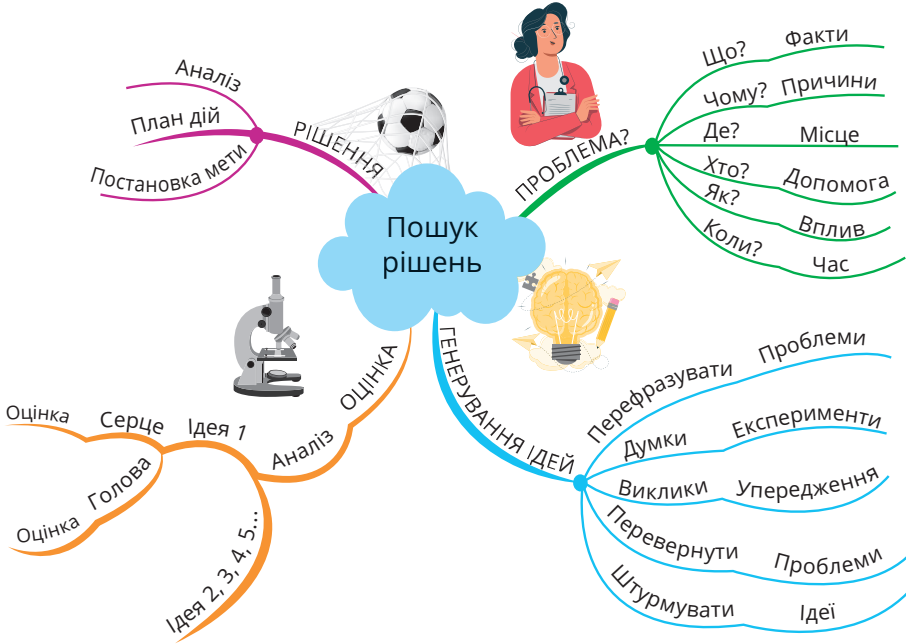 Пошук
рішень
ПРОБЛЕМА?
Що?
Факти
Чому?
Причини
Де?
Місце
Хто?
Допомога
Як?
Вплив
Коли?
Час
ГЕНЕРУВАННЯ ІДЕЙ
Перефразувати
Проблеми
Думки
Експерименти
Виклики
Упередження
Перевернути
Проблеми
Штурмувати
Ідеї
ОЦІНКА
Аналіз
Ідея 1
Серце
Оцінка
Голова
Оцінка
Ідея 2, 3, 4, 5...
РІШЕННЯ
Аналіз
План дій
Постановка мети